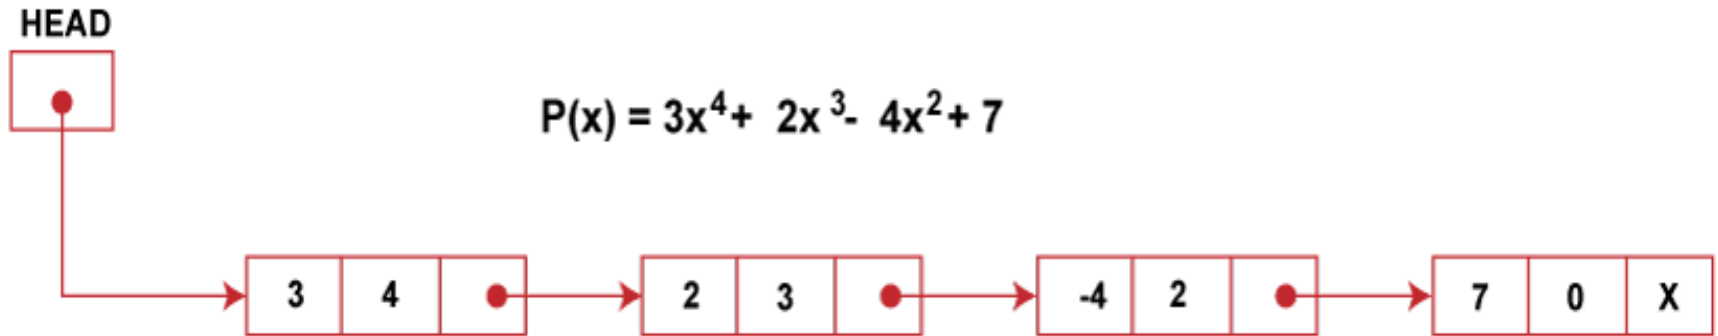 HEAD
P(x) = 3x⁴+ 2x³- 4x²+ 7
3 4 2 3 -4 2 7 0 X